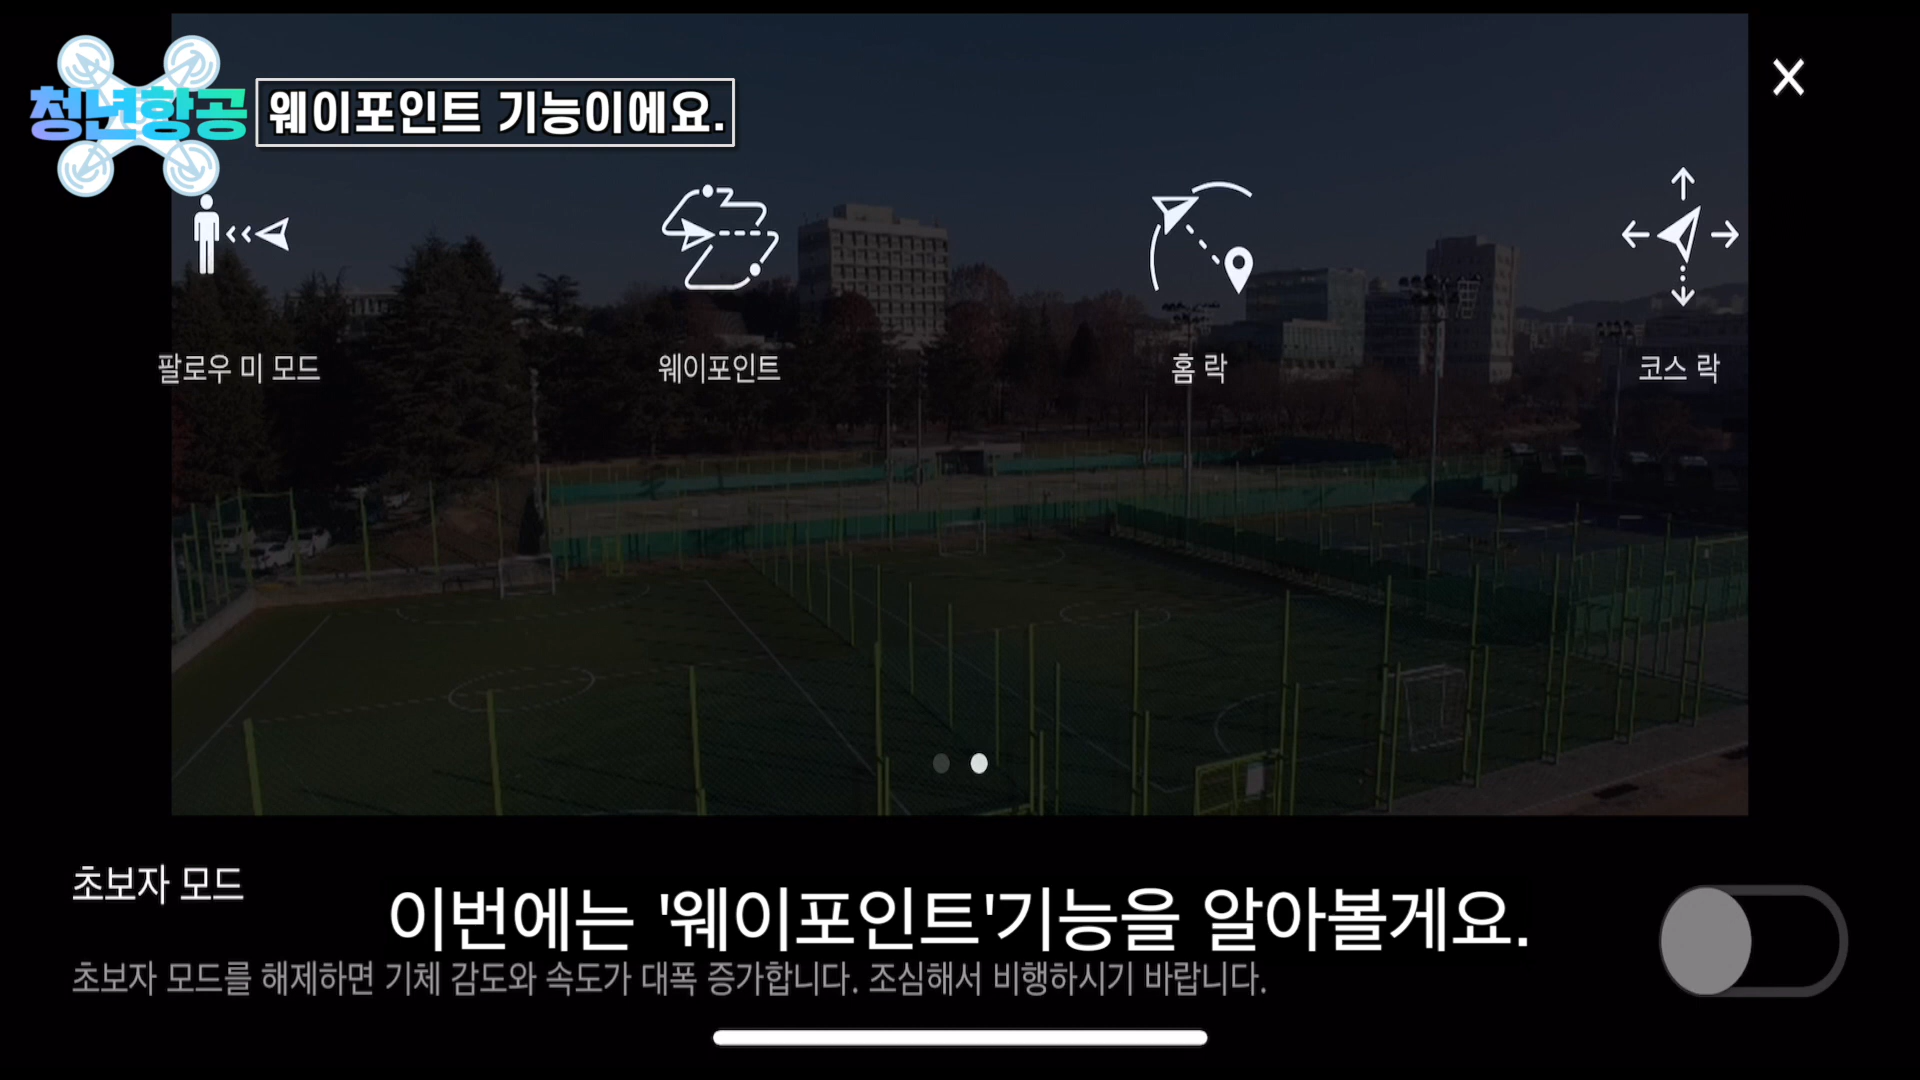 청년항공
웨이포인트 기능이에요.
팔로우 미 모드
웨이포인트
홈 락
코스 락
초보자 모드
이번에는 '웨이포인트'기능을 알아볼게요.
초보자 모드를 해제하면 기체 감도와 속도가 대폭 증가합니다. 조심해서 비행하시기 바랍니다.